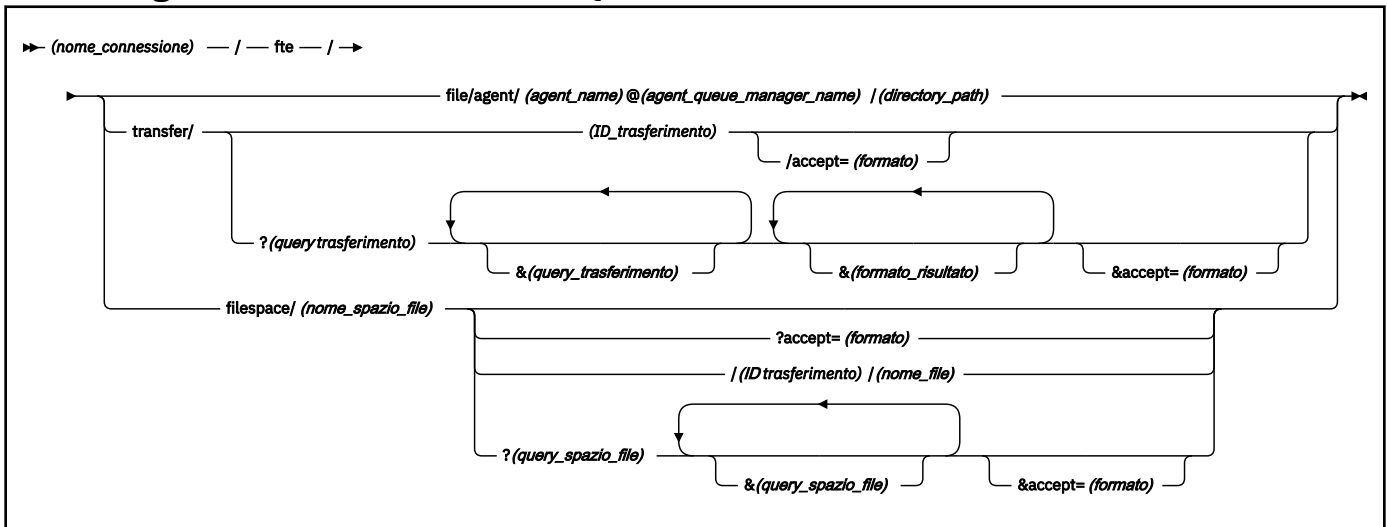 (nome_connessione) / fte /
file/agent/ (agent_name) @ (agent_queue_manager_name) / (directory_path)
transfer/ (ID_trasferimento)
/accept= (formato)
? (query trasferimento)
& (query_trasferimento) & (formato_risultato) &accept= (formato)
filespace/ (nome_spazio_file)
?accept= (formato)
/ (ID trasferimento) / (nome_file)
? (query_spazio_file)
& (query_spazio_file) &accept= (formato)